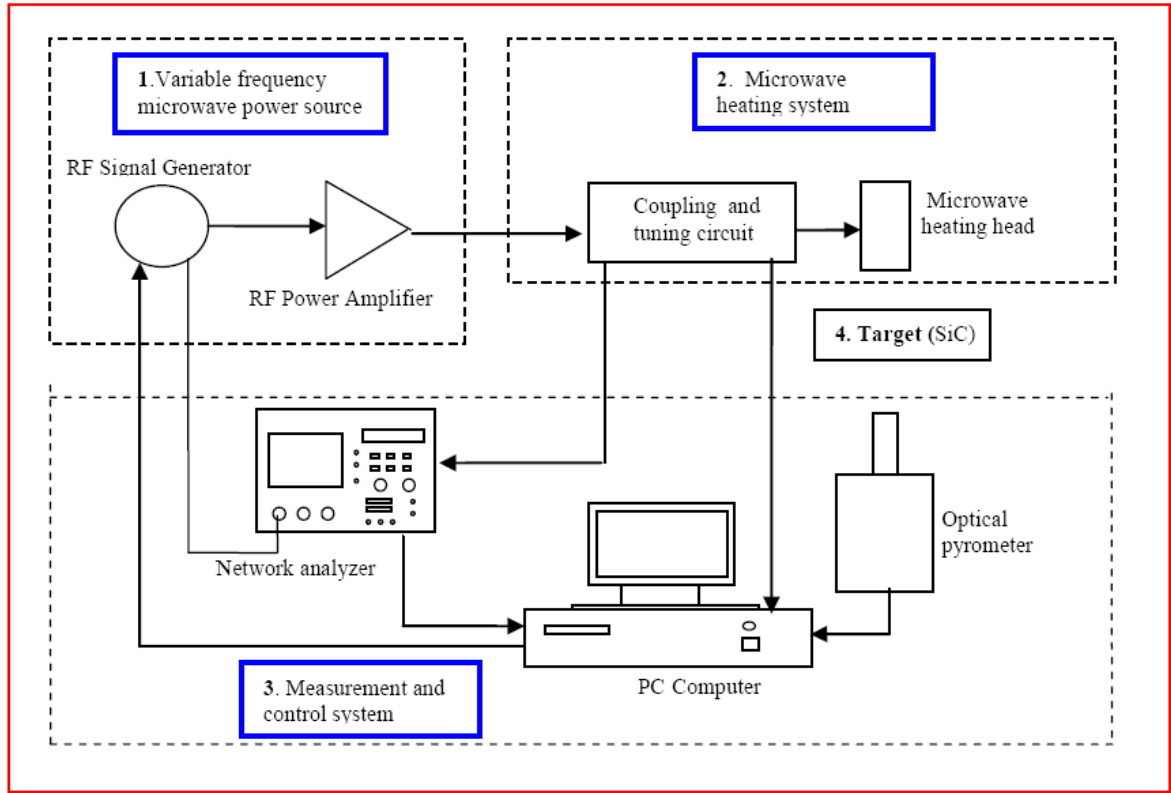 1.Variable frequency
microwave power source
2. Microwave
heating system
RF Signal Generator
Coupling and
tuning circuit
Microwave
heating head
RF Power Amplifier
4. Target (SiC)
Optical
pyrometer
Network analyzer
PC Computer
3. Measurement and
control system